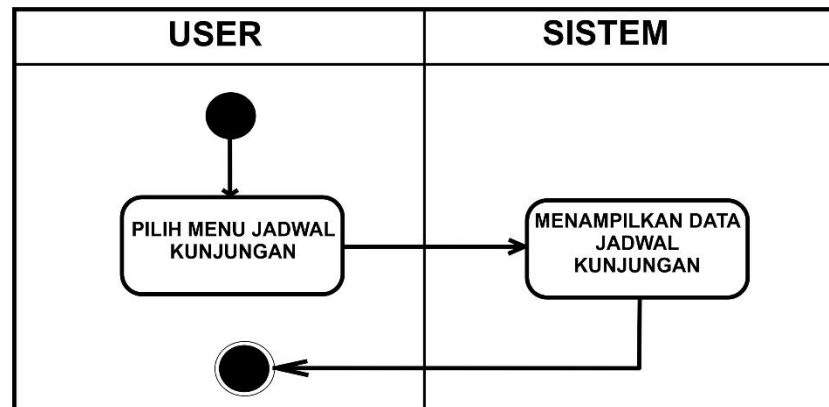 USER
SISTEM
PILIH MENU JADWAL
KUNJUNGAN
MENAMPILKAN DATA
JADWAL
KUNJUNGAN